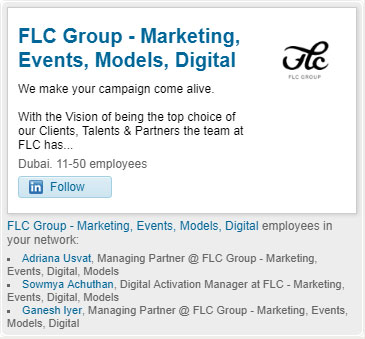 FLC Group - Marketing,
Events, Models, Digital
Flc
FLC GROUP
We make your campaign come alive.
With the Vision of being the top choice of
our Clients, Talents & Partners the team at
FLC has...
Dubai. 11-50 employees
in Follow
FLC Group - Marketing, Events, Models, Digital employees in
your network:
▪ Adriana Usvat, Managing Partner @ FLC Group - Marketing,
Events, Digital, Models
▪ Sowmya Achuthan, Digital Activation Manager at FLC - Marketing,
Events, Digital, Models
▪ Ganesh Iyer, Managing Partner @ FLC Group - Marketing, Events,
Models, Digital